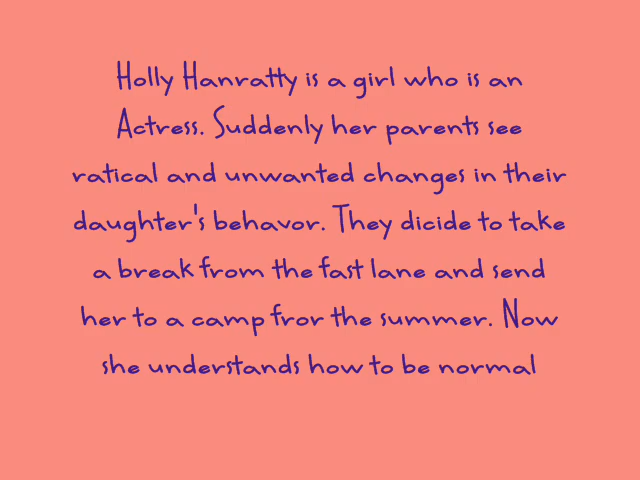 Holly Hanratty is a girl who is an
Actress. Suddenly her parents see
ratical and unwanted changes in their
daughter's behavor. They dicide to take
a break from the fast lane and send
her to a camp fror the summer. Now
she understands how to be normal